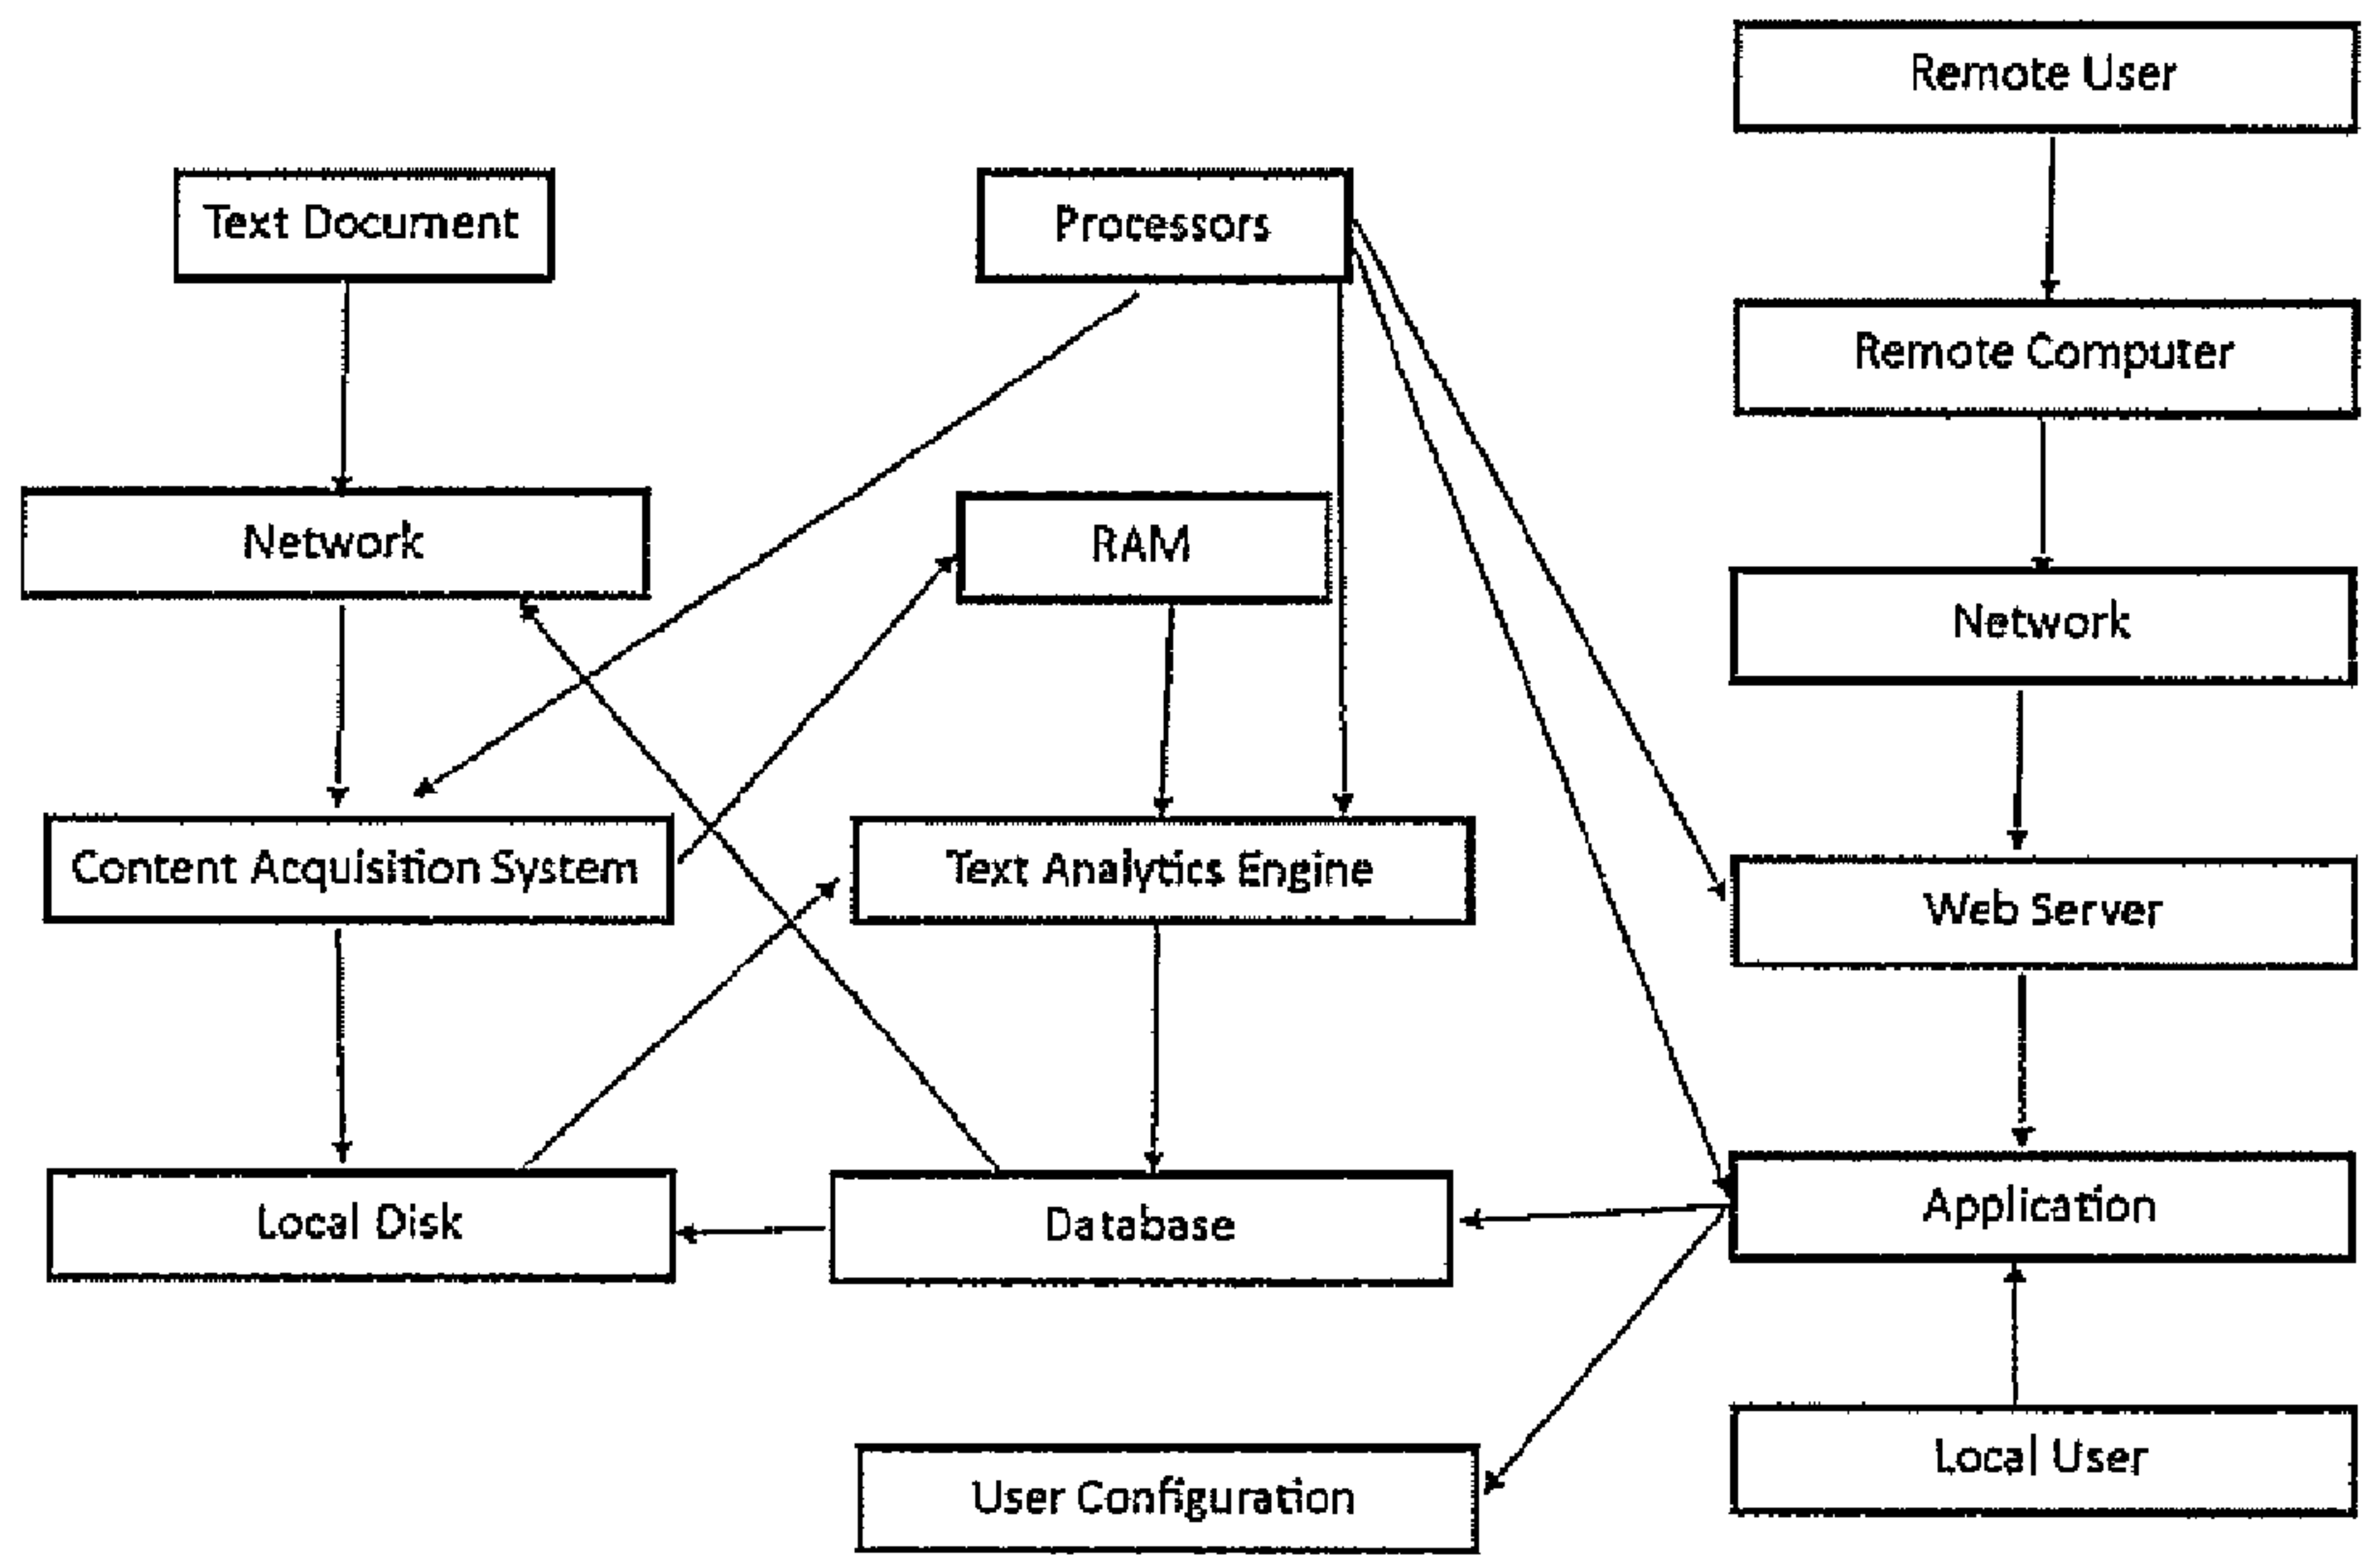 Remote User
Text Document
Processors
Remote Computer
Network
RAM
Network
Content Acquisition System
Text Analytics Engine
Web Server
Local Disk
Database
Application
User Configuration
Local User